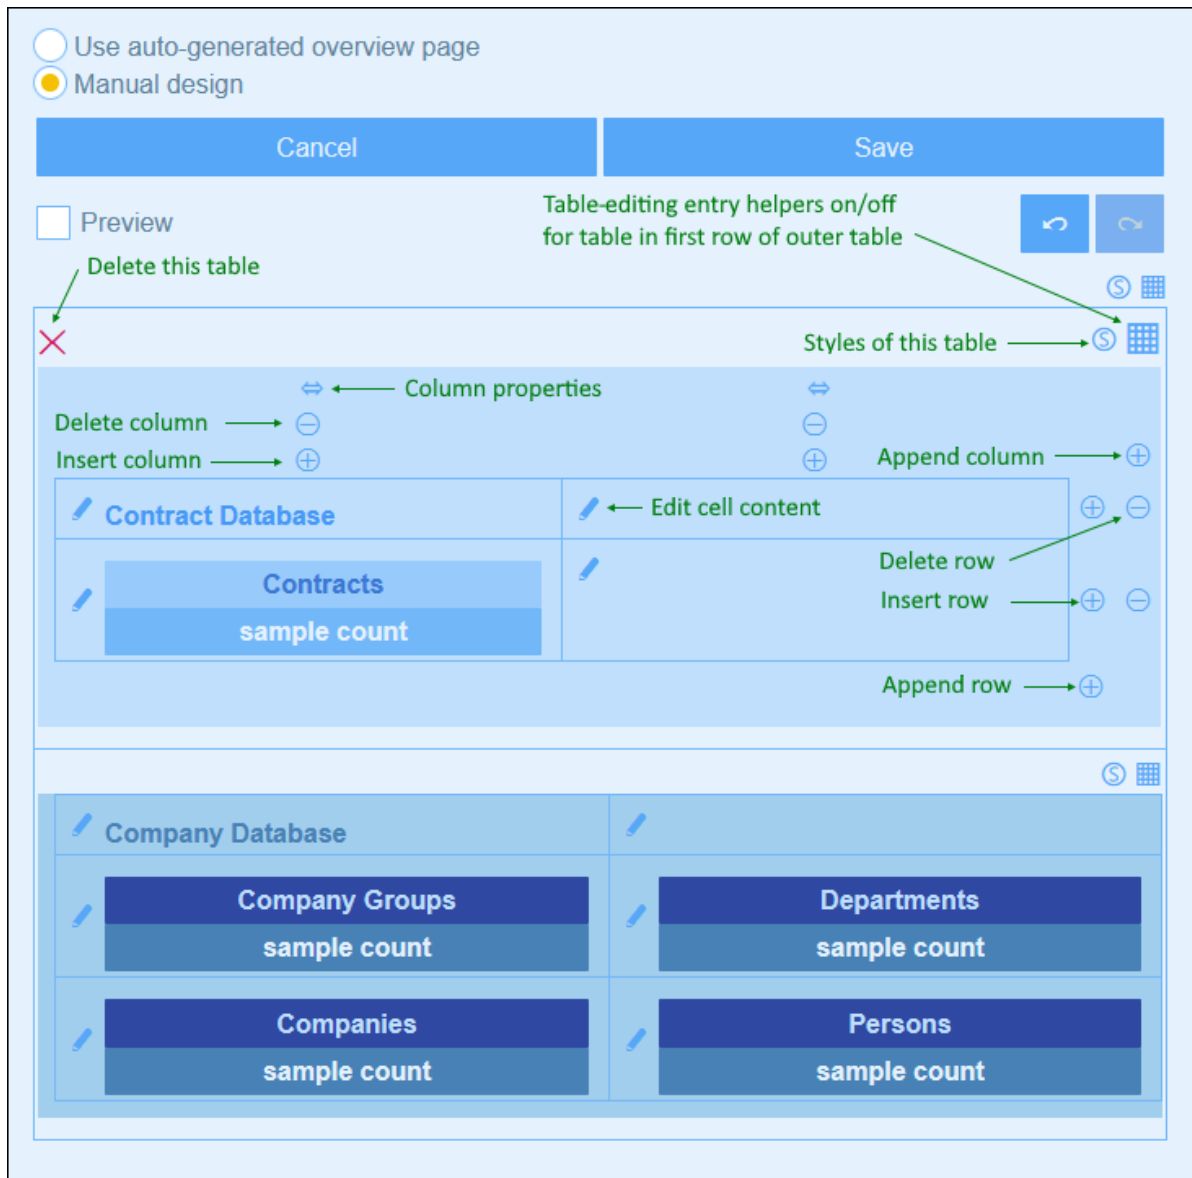 Use auto-generated overview page
Manual design
Cancel
Save
Preview
Table-editing entry helpers on/off
for table in first row of outer table
Delete this table
Styles of this table
Column properties
Delete column
Insert column
Append column
Contract Database
Edit cell content
Delete row
Contracts
Insert row
sample count
Append row
Company Database
Company Groups
Departments
sample count
sample count
Companies
Persons
sample count
sample count